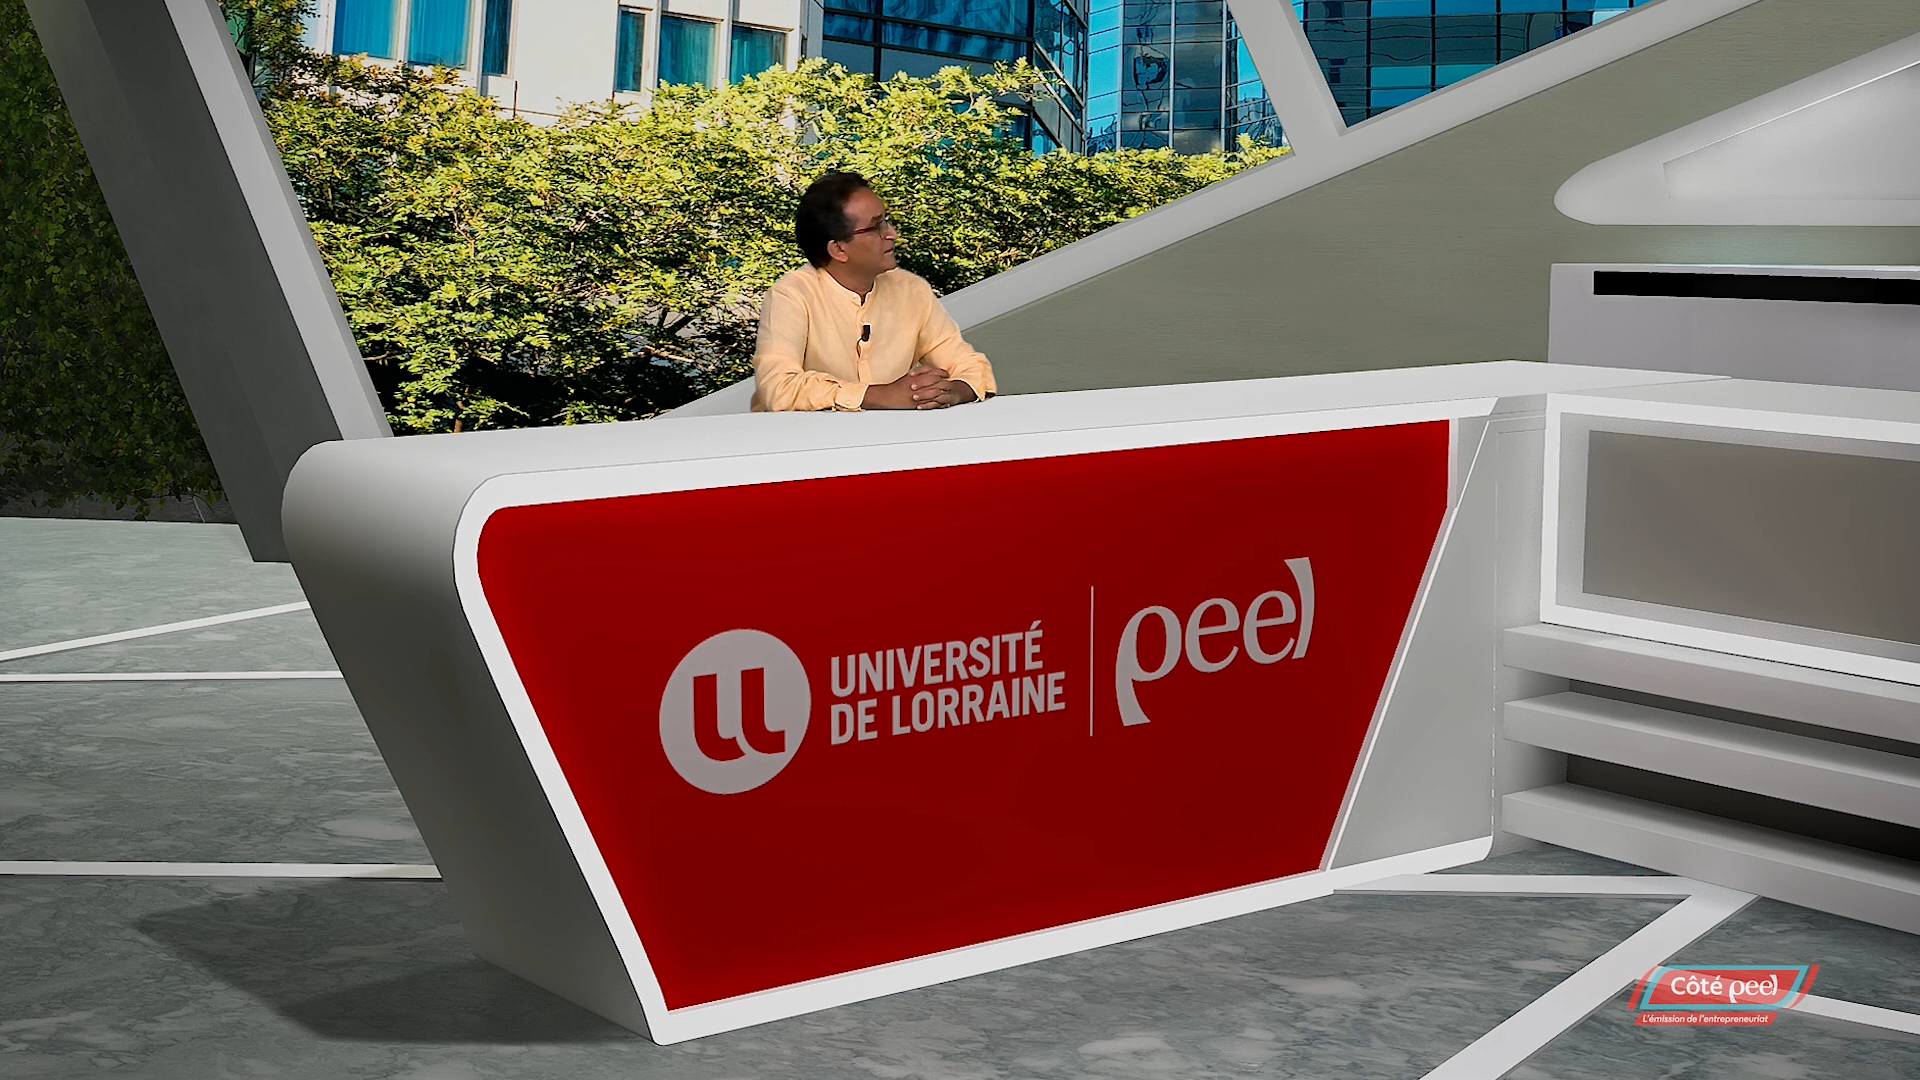 UNIVERSITÉ
DE LORRAINE
peel
Côté peel
L'émission de l'entrepreneuriat